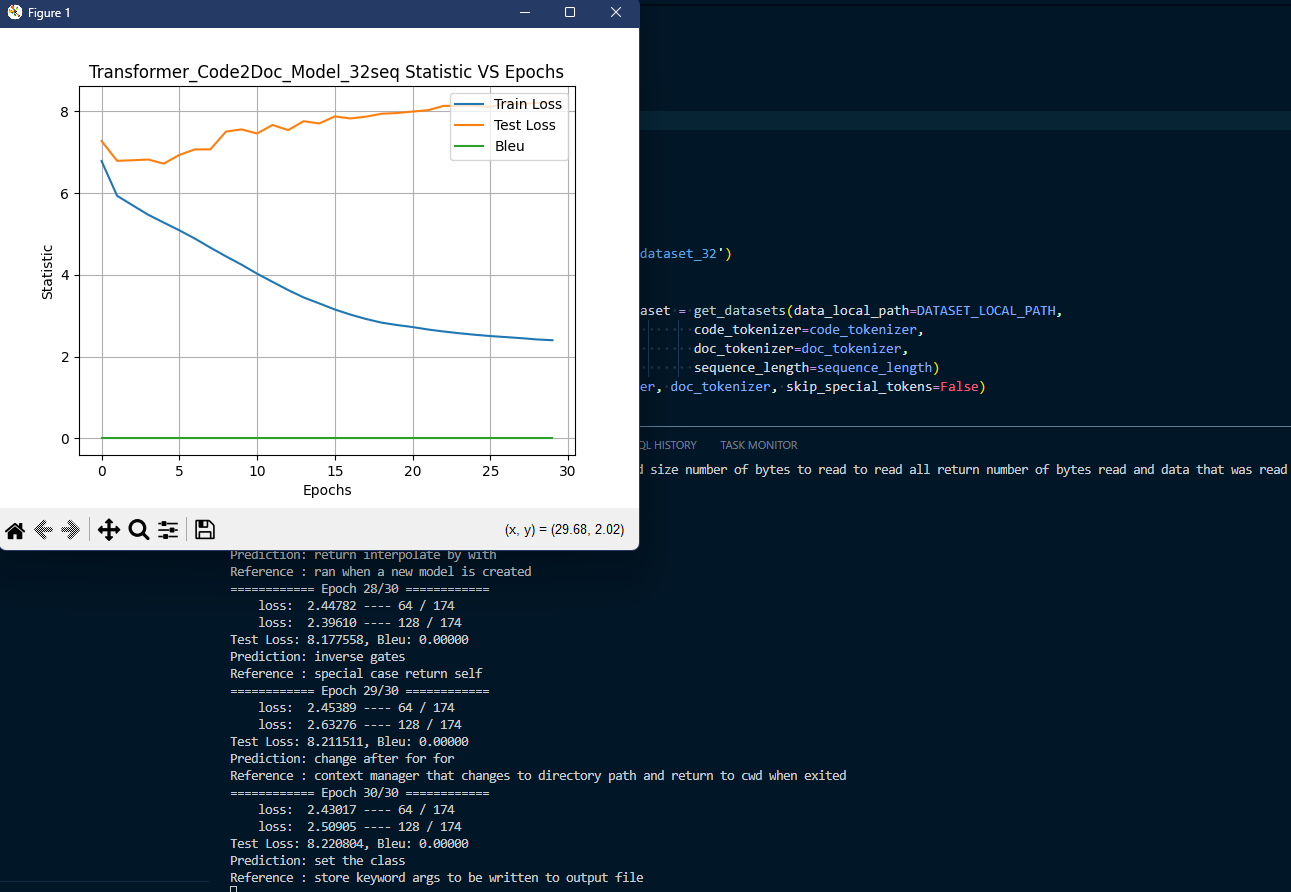 Figure 1
Transformer_Code2Doc_Model_32seq Statistic VS Epochs
Train Loss
Test Loss
Bleu
8
6
4
2
0
Statistic
0 5 10 15 20 25 30
Epochs
(x, y) = (29.68, 2.02)
dataset_32')
aset = get_datasets(data_local_path=DATASET_LOCAL_PATH,
code_tokenizer=code_tokenizer,
doc_tokenizer=doc_tokenizer,
sequence_length=sequence_length)
er, doc_tokenizer, skip_special_tokens=False)
QL HISTORY TASK MONITOR
d size number of bytes to read to read all return number of bytes read and data that was read
Prediction: return interpolate by with
Reference : ran when a new model is created
============ Epoch 28/30 ============
loss: 2.44782 ---- 64 / 174
loss: 2.39610 ---- 128 / 174
Test Loss: 8.177558, Bleu: 0.00000
Prediction: inverse gates
Reference : special case return self
============ Epoch 29/30 ============
loss: 2.45389 ---- 64 / 174
loss: 2.63276 ---- 128 / 174
Test Loss: 8.211511, Bleu: 0.00000
Prediction: change after for for
Reference : context manager that changes to directory path and return to cwd when exited
============ Epoch 30/30 ============
loss: 2.43017 ---- 64 / 174
loss: 2.50905 ---- 128 / 174
Test Loss: 8.220804, Bleu: 0.00000
Prediction: set the class
Reference : store keyword args to be written to output file